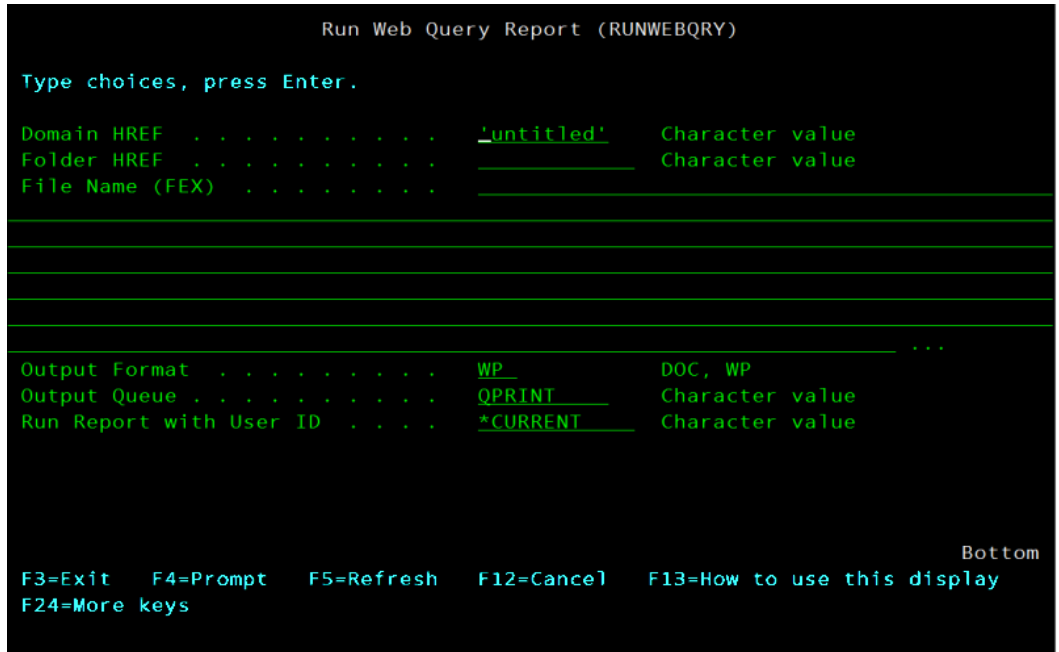 Run Web Query Report (RUNWEBQRY)
Type choices, press Enter.
Domain HREF . . . . . . . . . . 'untitled' Character value
Folder HREF . . . . . . . . . . Character value
File Name (FEX) . . . . . . . .
...
Output Format . . . . . . . . . WP DOC, WP
Output Queue . . . . . . . . . . QPRINT Character value
Run Report with User ID . . . . *CURRENT Character value
Bottom
F3=Exit F4=Prompt F5=Refresh F12=Cancel F13=How to use this display
F24=More keys